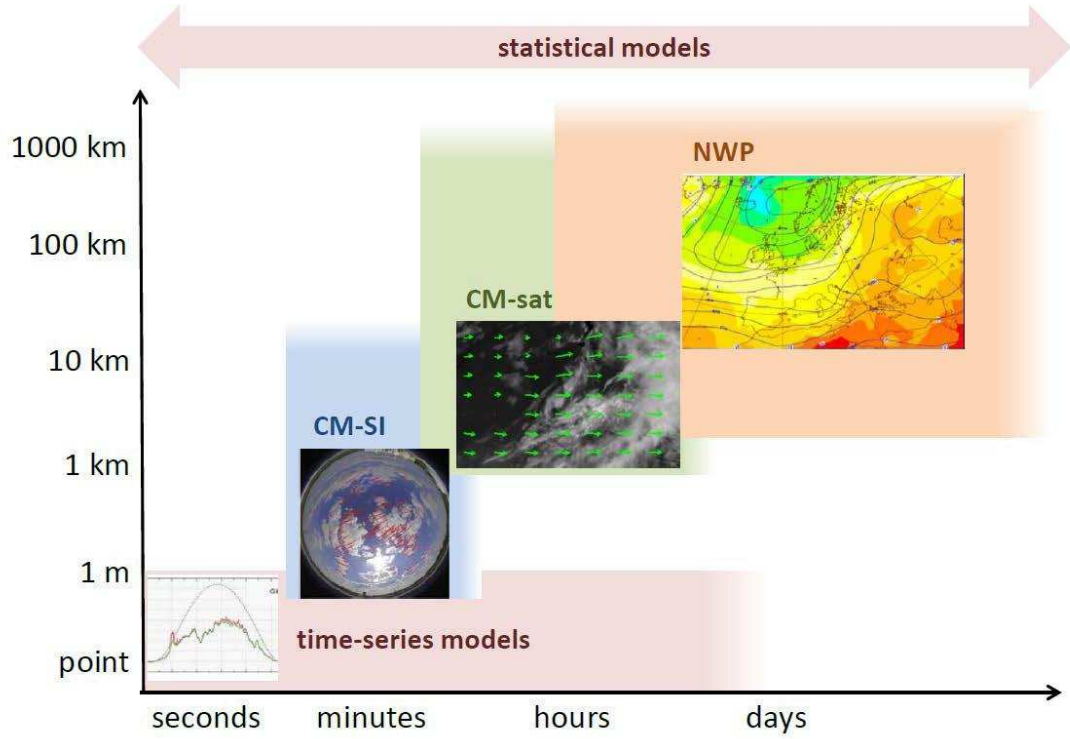 statistical models
1000 km
100 km
10 km
1 km
1 m
point
NWP
CM-sat
CM-SI
time-series models
seconds minutes hours days